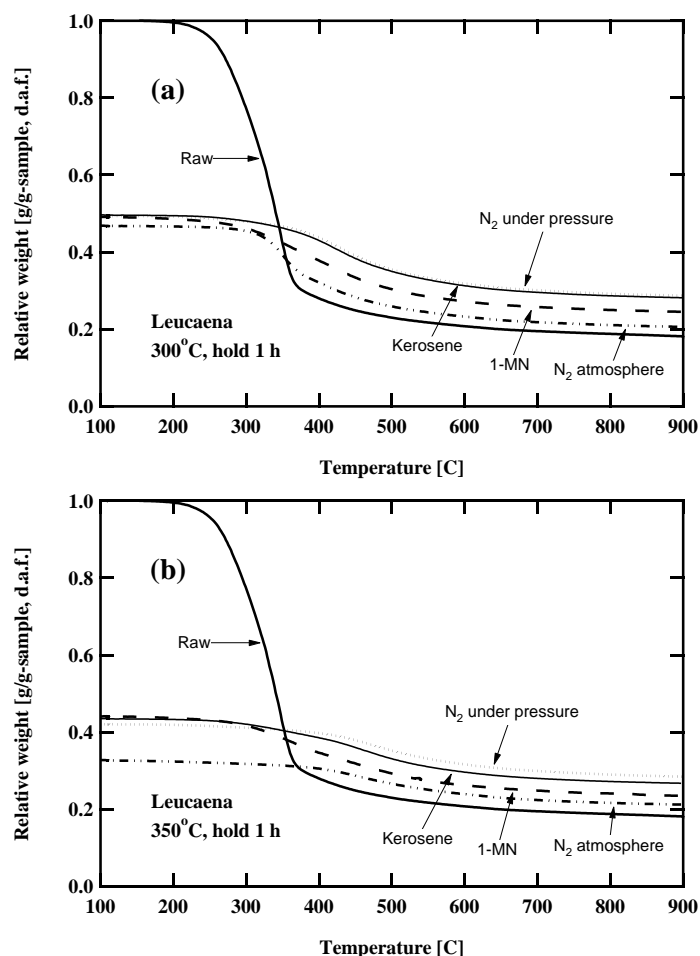 1.0
0.8
0.6
0.4
0.2
0.0
Relative weight [g/g-sample, d.a.f.]
(a)
Raw
N2 under pressure
Leucaena
300°C, hold 1 h
Kerosene
1-MN
N2 atmosphere
100 200 300 400 500 600 700 800 900
Temperature [C]
1.0
0.8
0.6
0.4
0.2
0.0
Relative weight [g/g-sample, d.a.f.]
(b)
Raw
N2 under pressure
Leucaena
350°C, hold 1 h
Kerosene
1-MN
N2 atmosphere
100 200 300 400 500 600 700 800 900
Temperature [C]